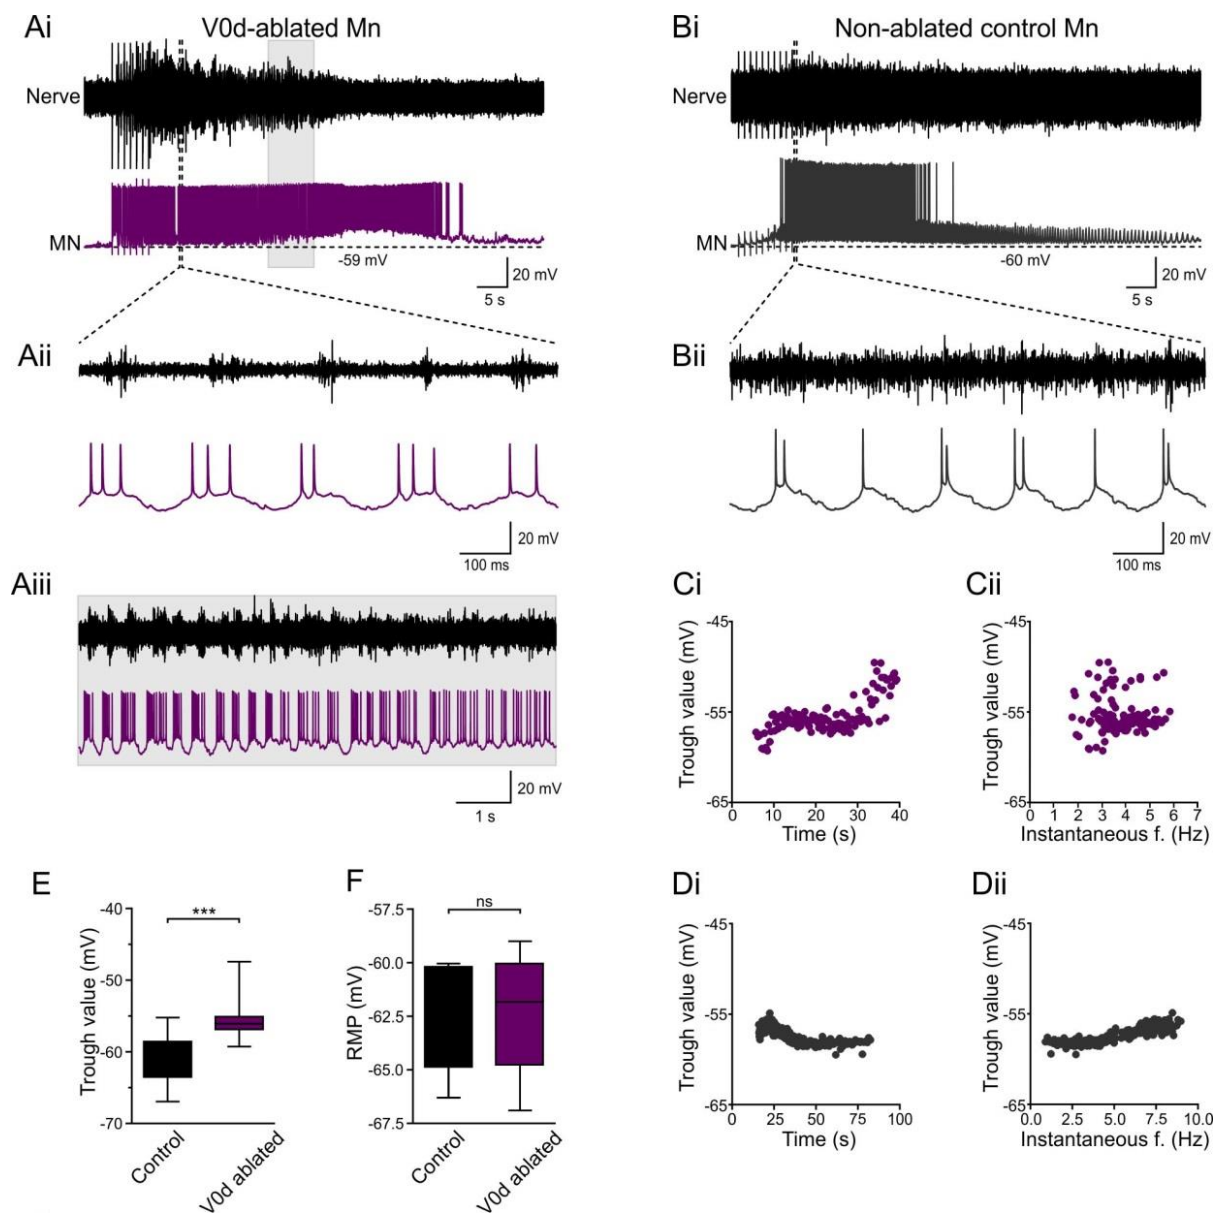 Ai
V0d-ablated Mn
Nerve
MN
-59 mV
20 mV
5 s
Aii
20 mV
100 ms
Aiii
20 mV
1 s
Bi
Non-ablated control Mn
Nerve
MN
-60 mV
20 mV
5 s
Bii
20 mV
100 ms
Ci
Trough value (mV)
-45
-55
-65
0 10 20 30 40
Time (s)
Cii
Trough value (mV)
-45
-55
-65
0 1 2 3 4 5 6 7
Instantaneous f. (Hz)
E
Trough value (mV)
-40
-50
-60
-70
***
Control
V0d ablated
F
RMP (mV)
-57.5
-60.0
-62.5
-65.0
-67.5
ns
Control
V0d ablated
Di
Trough value (mV)
-45
-55
-65
0 25 50 75 100
Time (s)
Dii
Trough value (mV)
-45
-55
-65
0 2.5 5.0 7.5 10.0
Instantaneous f. (Hz)